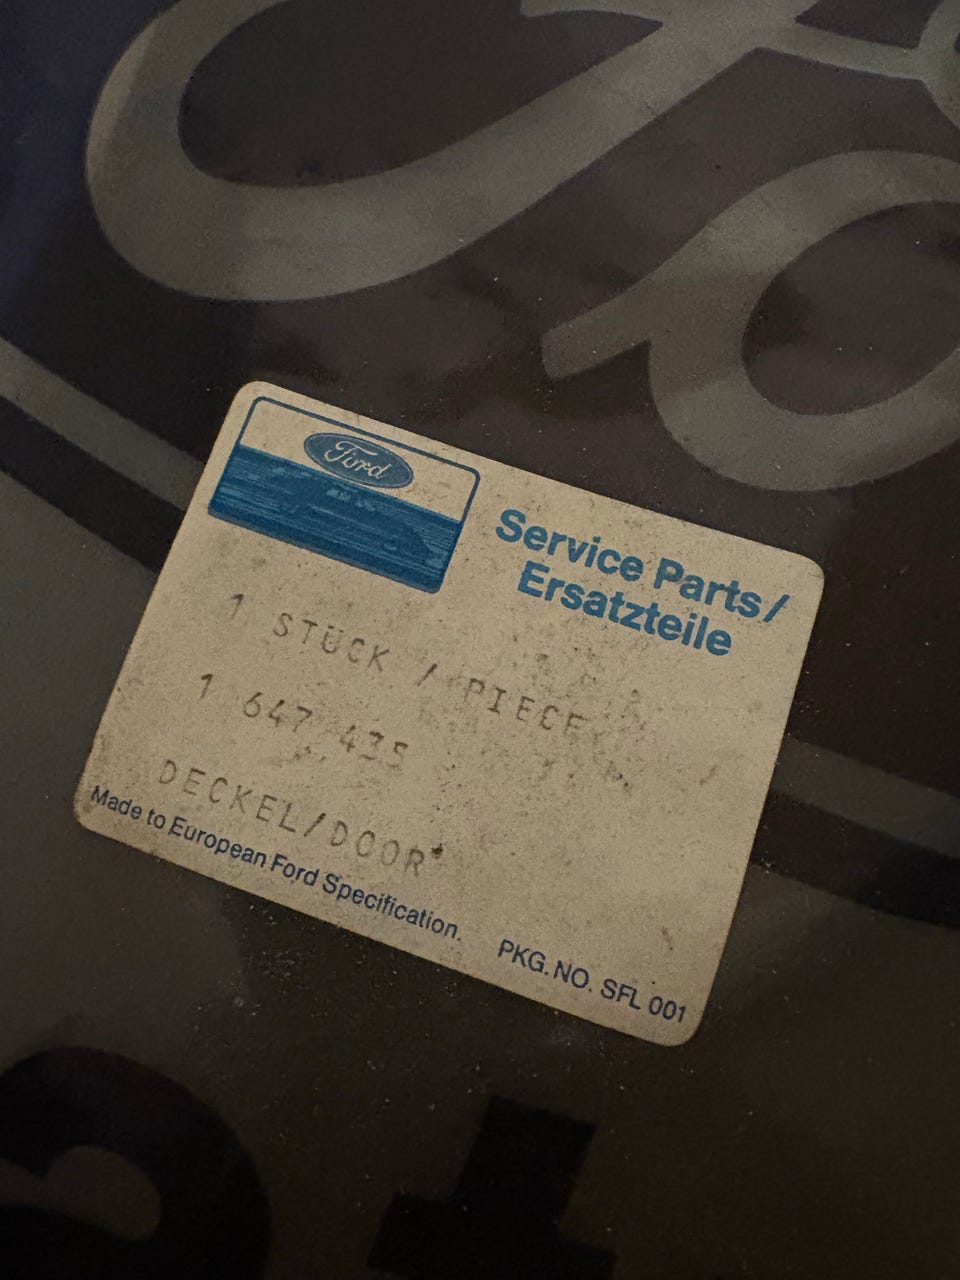 Ford
Service Parts/
Ersatzteile
1 STÜCK / PIECE
1 647 435
DECKEL/DOOR
Made to European Ford Specification. PKG. NO. SFL 001